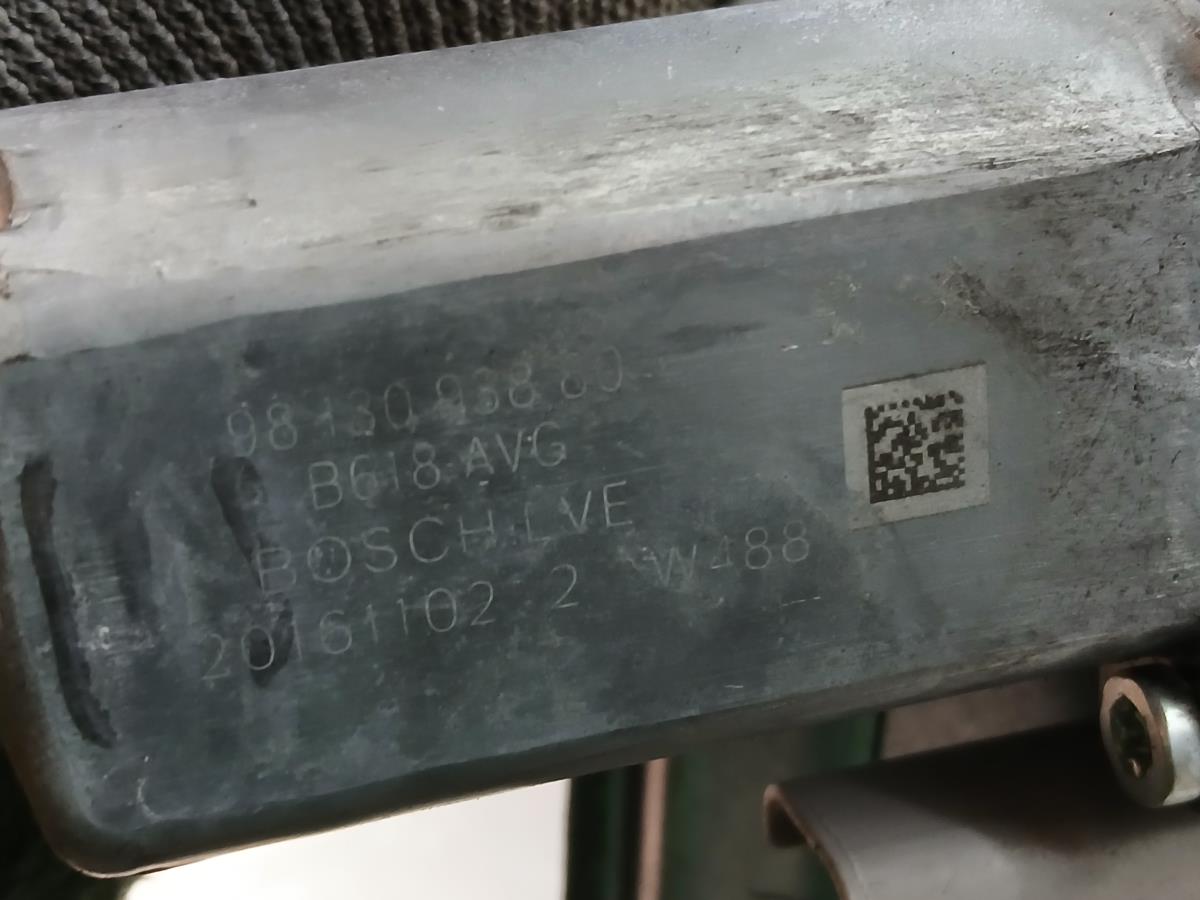 98 130 938 80
B618 AVG
BOSCH LVE
20161102 2 W488